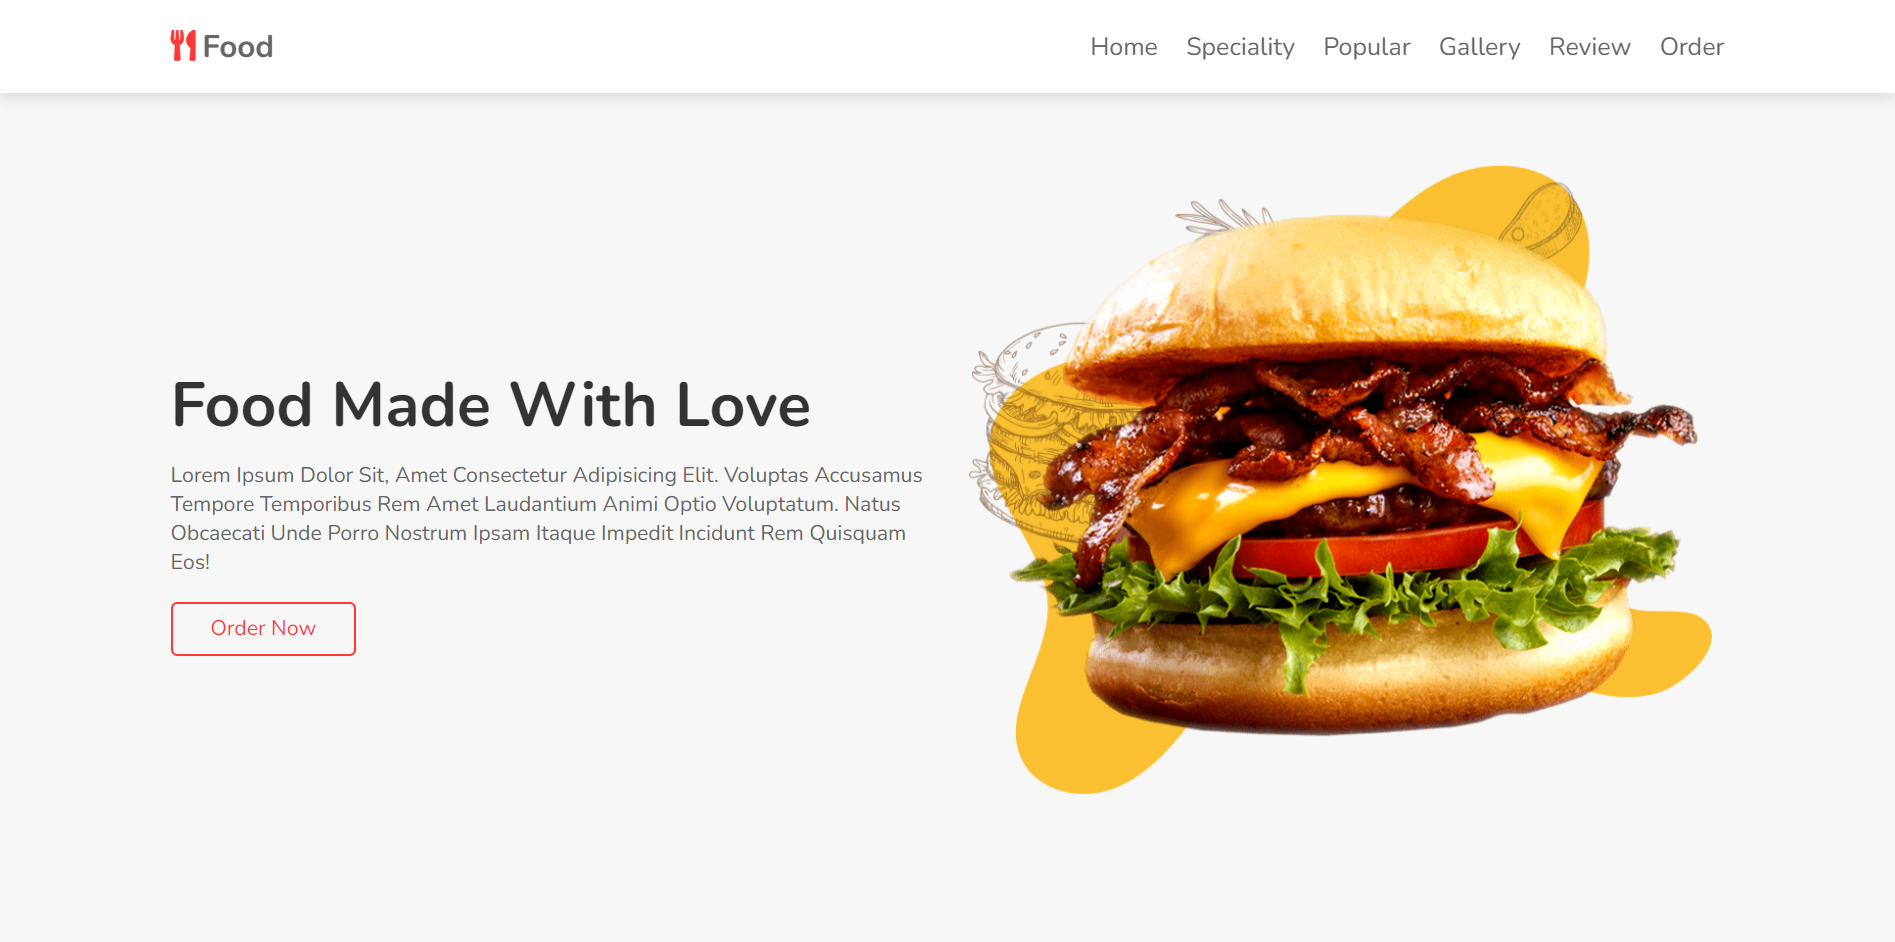 Food
Home Speciality Popular Gallery Review Order
Food Made With Love
Lorem Ipsum Dolor Sit, Amet Consectetur Adipisicing Elit. Voluptas Accusamus
Tempore Temporibus Rem Amet Laudantium Animi Optio Voluptatum. Natus
Obcaecati Unde Porro Nostrum Ipsam Itaque Impedit Incidunt Rem Quisquam
Eos!
Order Now